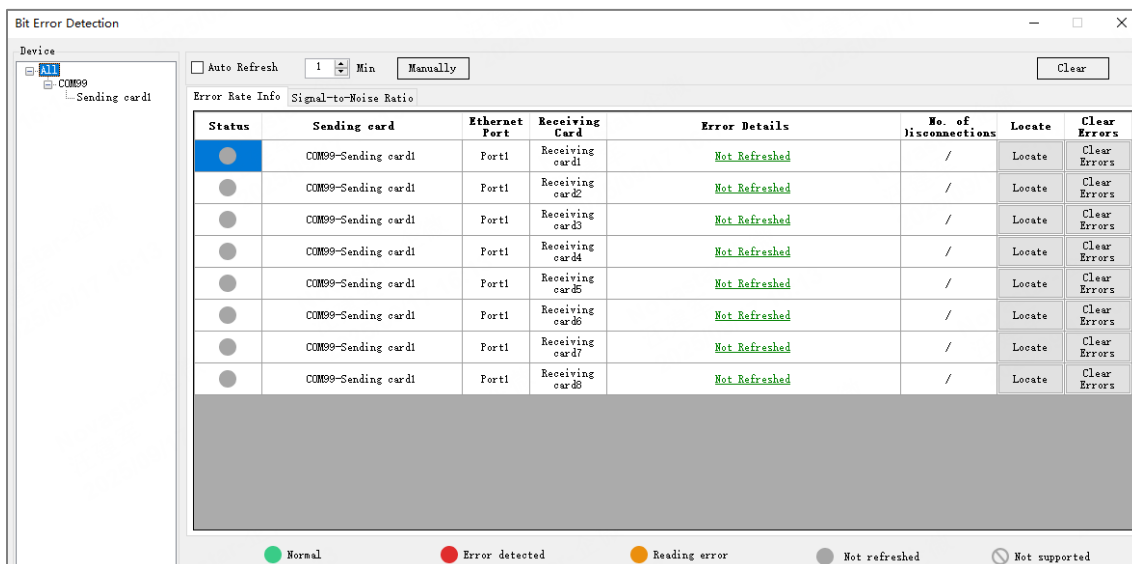 Bit Error Detection
Device
All
COM99
Sending card1
Auto Refresh 1 Min Manually Clear
Error Rate Info Signal-to-Noise Ratio
Status Sending card Ethernet Port Receiving Card Error Details No. of Disconnections Locate Clear Errors
COM99-Sending card1 Port1 Receiving card1 Not Refreshed / Locate Clear Errors
COM99-Sending card1 Port1 Receiving card2 Not Refreshed / Locate Clear Errors
COM99-Sending card1 Port1 Receiving card3 Not Refreshed / Locate Clear Errors
COM99-Sending card1 Port1 Receiving card4 Not Refreshed / Locate Clear Errors
COM99-Sending card1 Port1 Receiving card5 Not Refreshed / Locate Clear Errors
COM99-Sending card1 Port1 Receiving card6 Not Refreshed / Locate Clear Errors
COM99-Sending card1 Port1 Receiving card7 Not Refreshed / Locate Clear Errors
COM99-Sending card1 Port1 Receiving card8 Not Refreshed / Locate Clear Errors
Normal Error detected Reading error Not refreshed Not supported